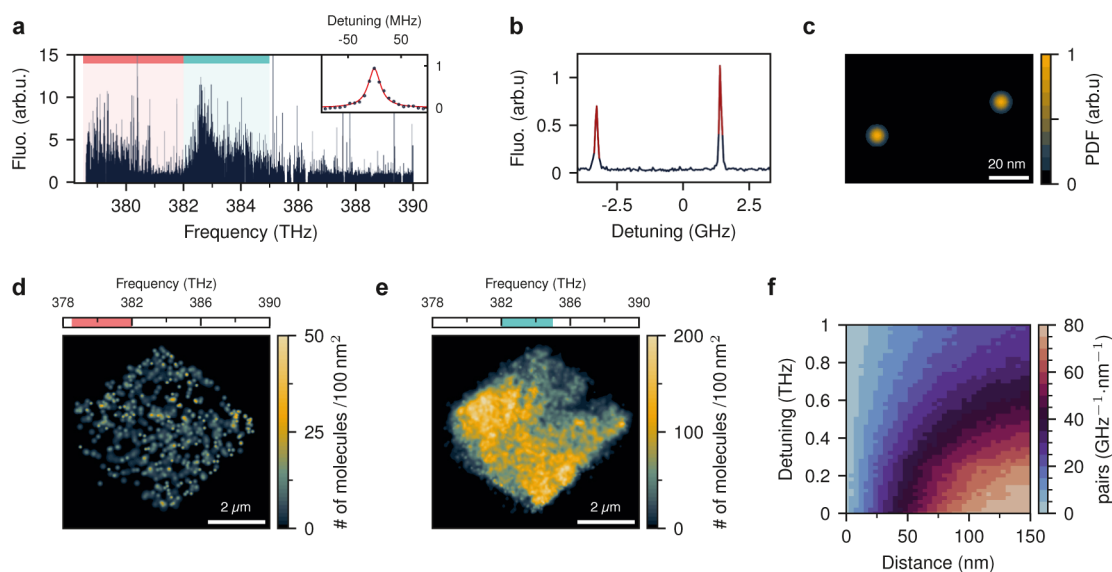 a
Detuning (MHz)
-50 50
15
10
5
0
Fluo. (arb.u.)
1
0
380 382 384 386 388 390
Frequency (THz)
b
Fluo. (arb.u)
1
0.5
0
-2.5 0 2.5
Detuning (GHz)
c
20 nm
1
0
PDF (arb.u)
d
Frequency (THz)
378 382 386 390
2 µm
50
25
0
# of molecules /100 nm²
e
Frequency (THz)
378 382 386 390
2 µm
200
100
0
# of molecules /100 nm²
f
Detuning (THz)
1
0.8
0.6
0.4
0.2
0
0 50 100 150
Distance (nm)
80
60
40
20
0
pairs (GHz⁻¹·nm⁻¹)